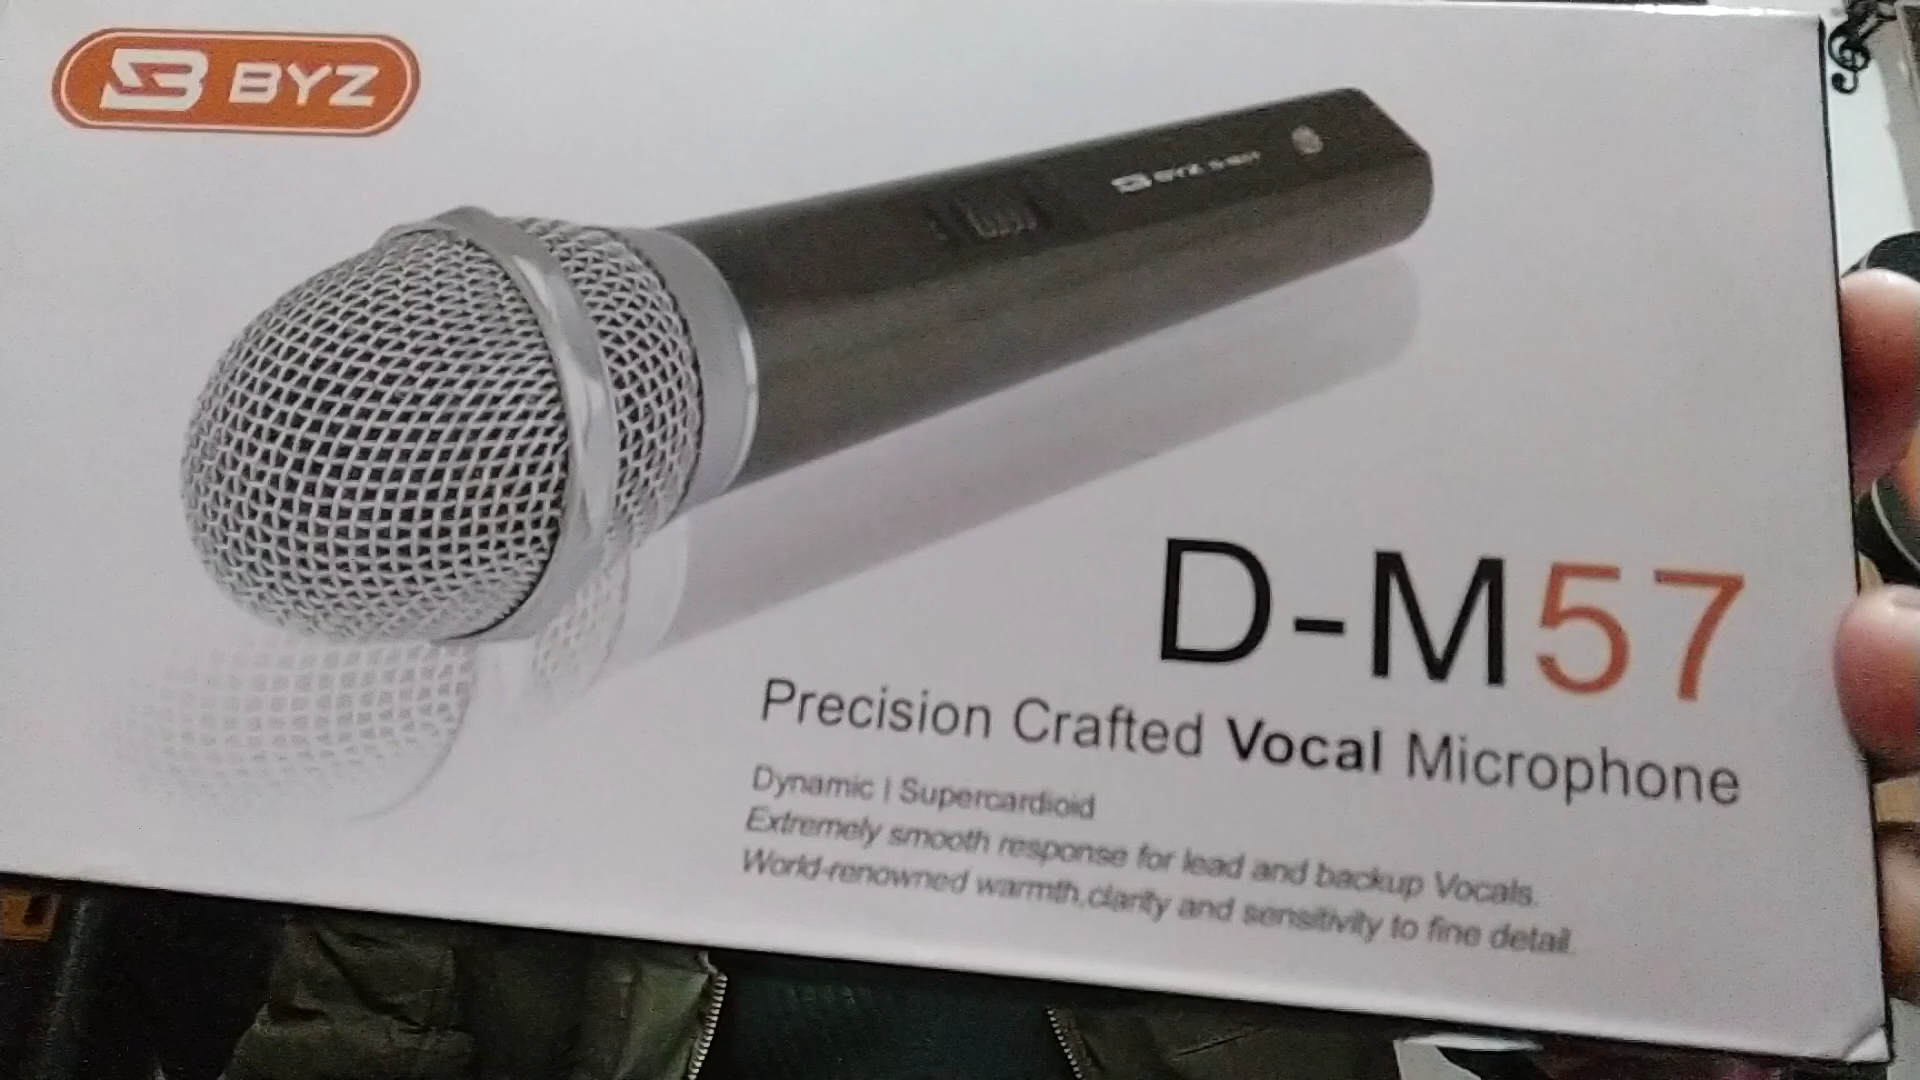 BYZ
BYZ
D-M57
Precision Crafted Vocal Microphone
Dynamic | Supercardioid
Extremely smooth response for lead and backup Vocals.
World-renowned warmth,clarity and sensitivity to fine detail.